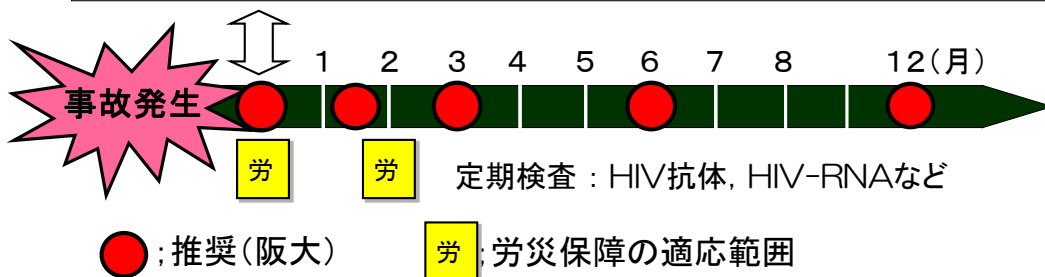 1 2 3 4 5 6 7 8 12(月)
事故発生
労 労
定期検査：HIV抗体，HIV-RNAなど
；推奨（阪大）
労 ；労災保障の適応範囲